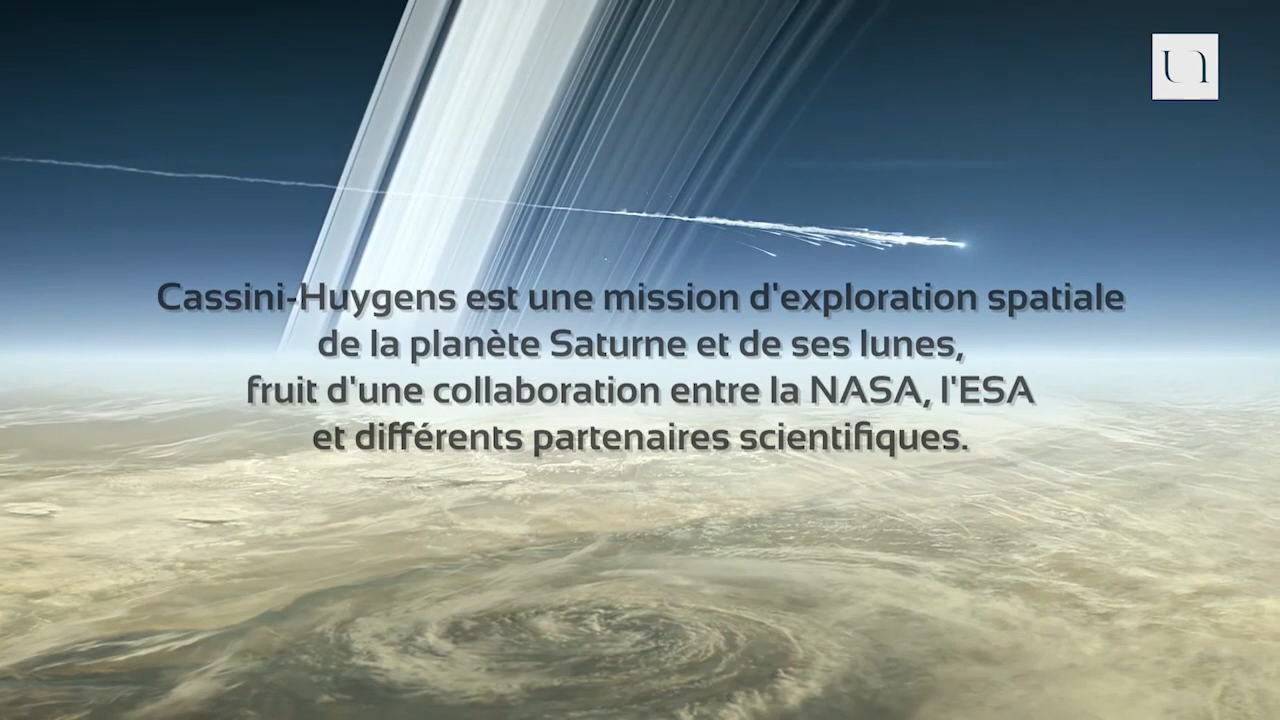 Cassini-Huygens est une mission d'exploration spatiale
de la planète Saturne et de ses lunes,
fruit d'une collaboration entre la NASA, l'ESA
et différents partenaires scientifiques.